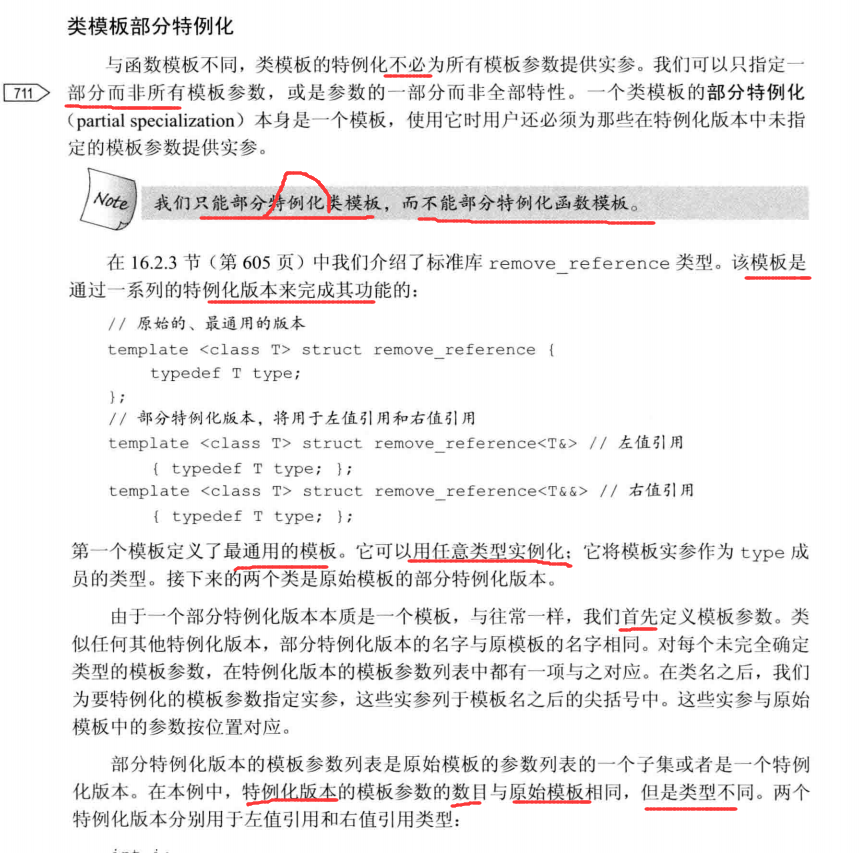 类模板部分特例化
与函数模板不同，类模板的特例化不必为所有模板参数提供实参。我们可以只指定一
711
部分而非所有模板参数，或是参数的一部分而非全部特性。一个类模板的部分特例化
（partial specialization）本身是一个模板，使用它时用户还必须为那些在特例化版本中未指
定的模板参数提供实参。
Note
我们只能部分特例化类模板，而不能部分特例化函数模板。
在 16.2.3 节（第 605 页）中我们介绍了标准库 remove_reference 类型。该模板是
通过一系列的特例化版本来完成其功能的：
// 原始的、最通用的版本
template <class T> struct remove_reference {
typedef T type;
};
// 部分特例化版本，将用于左值引用和右值引用
template <class T> struct remove_reference<T&> // 左值引用
{ typedef T type; };
template <class T> struct remove_reference<T&&> // 右值引用
{ typedef T type; };
第一个模板定义了最通用的模板。它可以用任意类型实例化；它将模板实参作为 type 成
员的类型。接下来的两个类是原始模板的部分特例化版本。
由于一个部分特例化版本本质是一个模板，与往常一样，我们首先定义模板参数。类
似任何其他特例化版本，部分特例化版本的名字与原模板的名字相同。对每个未完全确定
类型的模板参数，在特例化版本的模板参数列表中都有一项与之对应。在类名之后，我们
为要特例化的模板参数指定实参，这些实参列于模板名之后的尖括号中。这些实参与原始
模板中的参数按位置对应。
部分特例化版本的模板参数列表是原始模板的参数列表的一个子集或者是一个特例
化版本。在本例中，特例化版本的模板参数的数目与原始模板相同，但是类型不同。两个
特例化版本分别用于左值引用和右值引用类型：